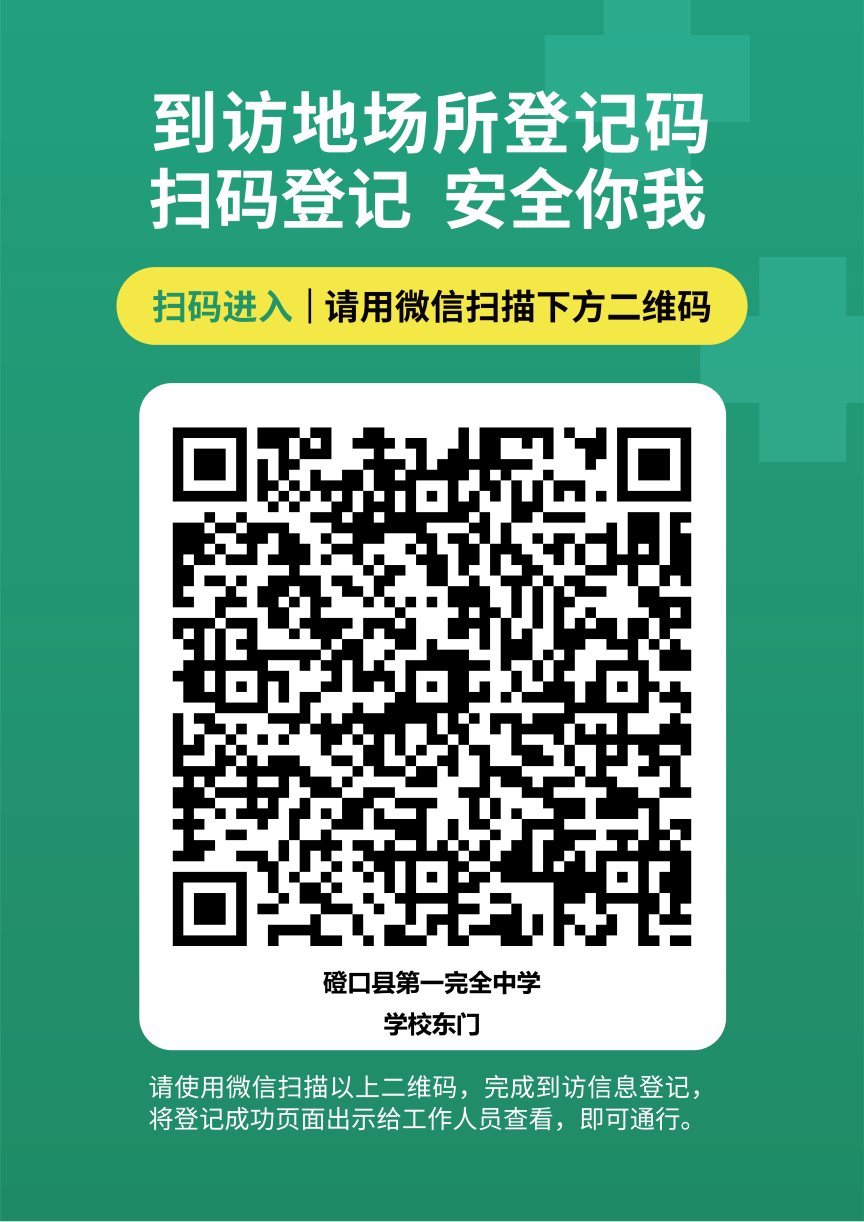 到访地场所登记码
扫码登记 安全你我
扫码进入｜请用微信扫描下方二维码
磴口县第一完全中学
学校东门
请使用微信扫描以上二维码，完成到访信息登记，
将登记成功页面出示给工作人员查看，即可通行。